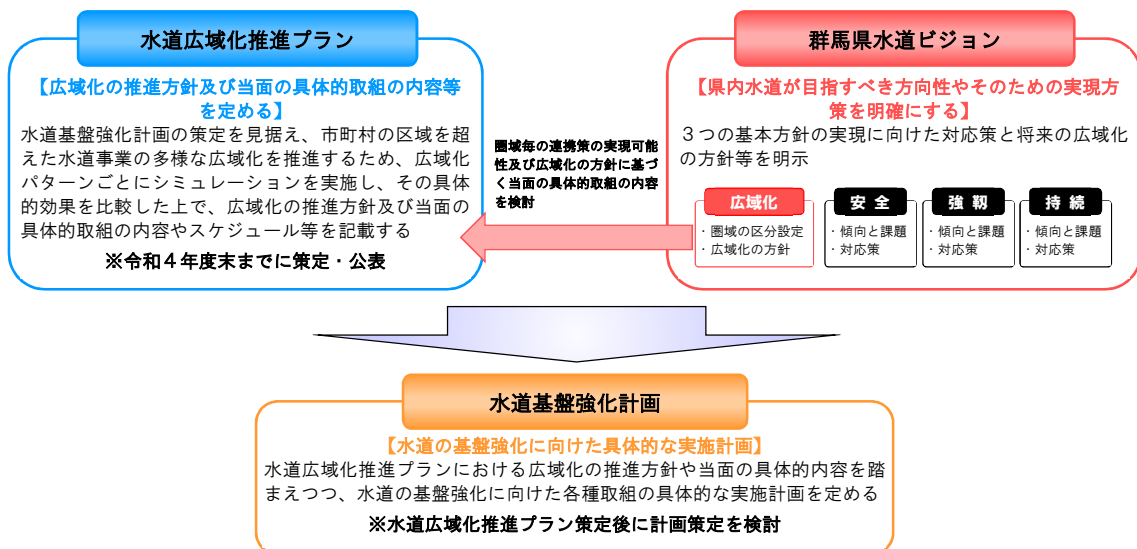 水道広域化推進プラン
【広域化の推進方針及び当面の具体的取組の内容等
を定める】
水道基盤強化計画の策定を見据え、市町村の区域を超
えた水道事業の多様な広域化を推進するため、広域化
パターンごとにシミュレーションを実施し、その具体
的効果を比較した上で、広域化の推進方針及び当面の
具体的取組の内容やスケジュール等を記載する
※令和４年度末までに策定・公表
圏域毎の連携策の実現可能
性及び広域化の方針に基づ
く当面の具体的取組の内容
を検討
群馬県水道ビジョン
【県内水道が目指すべき方向性やそのための実現方
策を明確にする】
３つの基本方針の実現に向けた対応策と将来の広域化
の方針等を明示
広域化
・圏域の区分設定
・広域化の方針
安 全
・傾向と課題
・対応策
強 靱
・傾向と課題
・対応策
持 続
・傾向と課題
・対応策
水道基盤強化計画
【水道の基盤強化に向けた具体的な実施計画】
水道広域化推進プランにおける広域化の推進方針や当面の具体的内容を踏
まえつつ、水道の基盤強化に向けた各種取組の具体的な実施計画を定める
※水道広域化推進プラン策定後に計画策定を検討